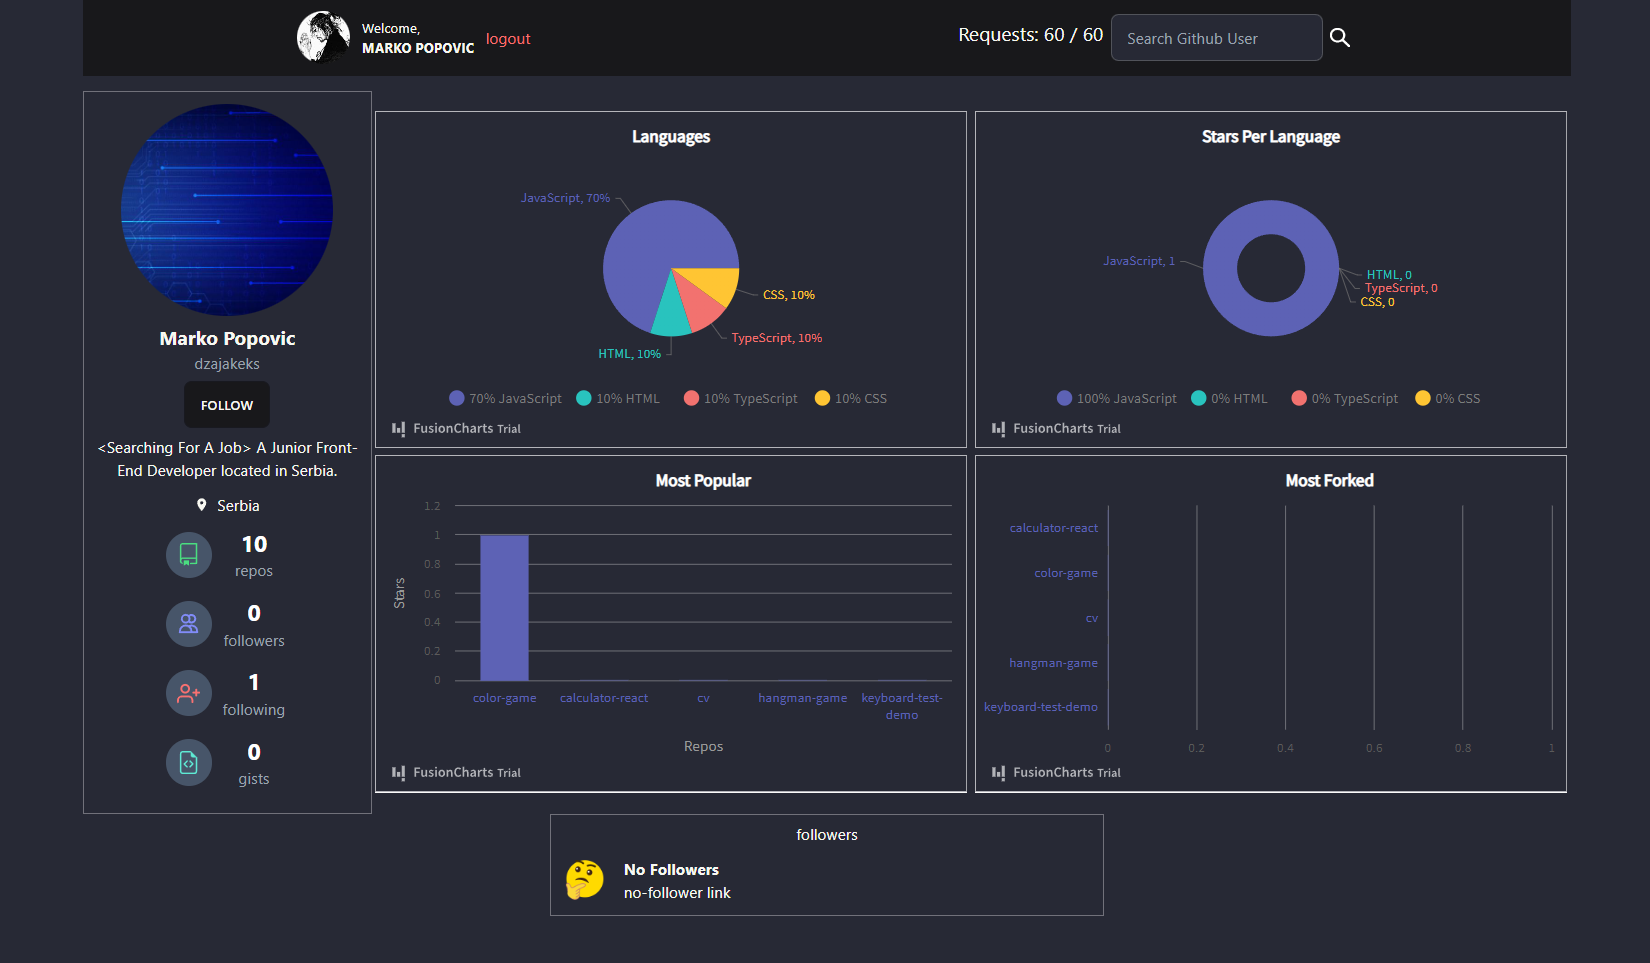 Welcome,
MARKO POPOVIC
logout
Requests: 60 / 60
Search Github User
Marko Popovic
dzajakeks
FOLLOW
<Searching For A Job> A Junior Front-
End Developer located in Serbia.
Serbia
10
repos
0
followers
1
following
0
gists
Languages
JavaScript, 70%
CSS, 10%
TypeScript, 10%
HTML, 10%
70% JavaScript 10% HTML 10% TypeScript 10% CSS
FusionCharts Trial
Stars Per Language
JavaScript, 1
HTML, 0
TypeScript, 0
CSS, 0
100% JavaScript 0% HTML 0% TypeScript 0% CSS
FusionCharts Trial
Most Popular
Stars
1.2
1
0.8
0.6
0.4
0.2
0
color-game calculator-react cv hangman-game keyboard-test-
demo
Repos
FusionCharts Trial
Most Forked
calculator-react
color-game
cv
hangman-game
keyboard-test-demo
0 0.2 0.4 0.6 0.8 1
FusionCharts Trial
followers
No Followers
no-follower link